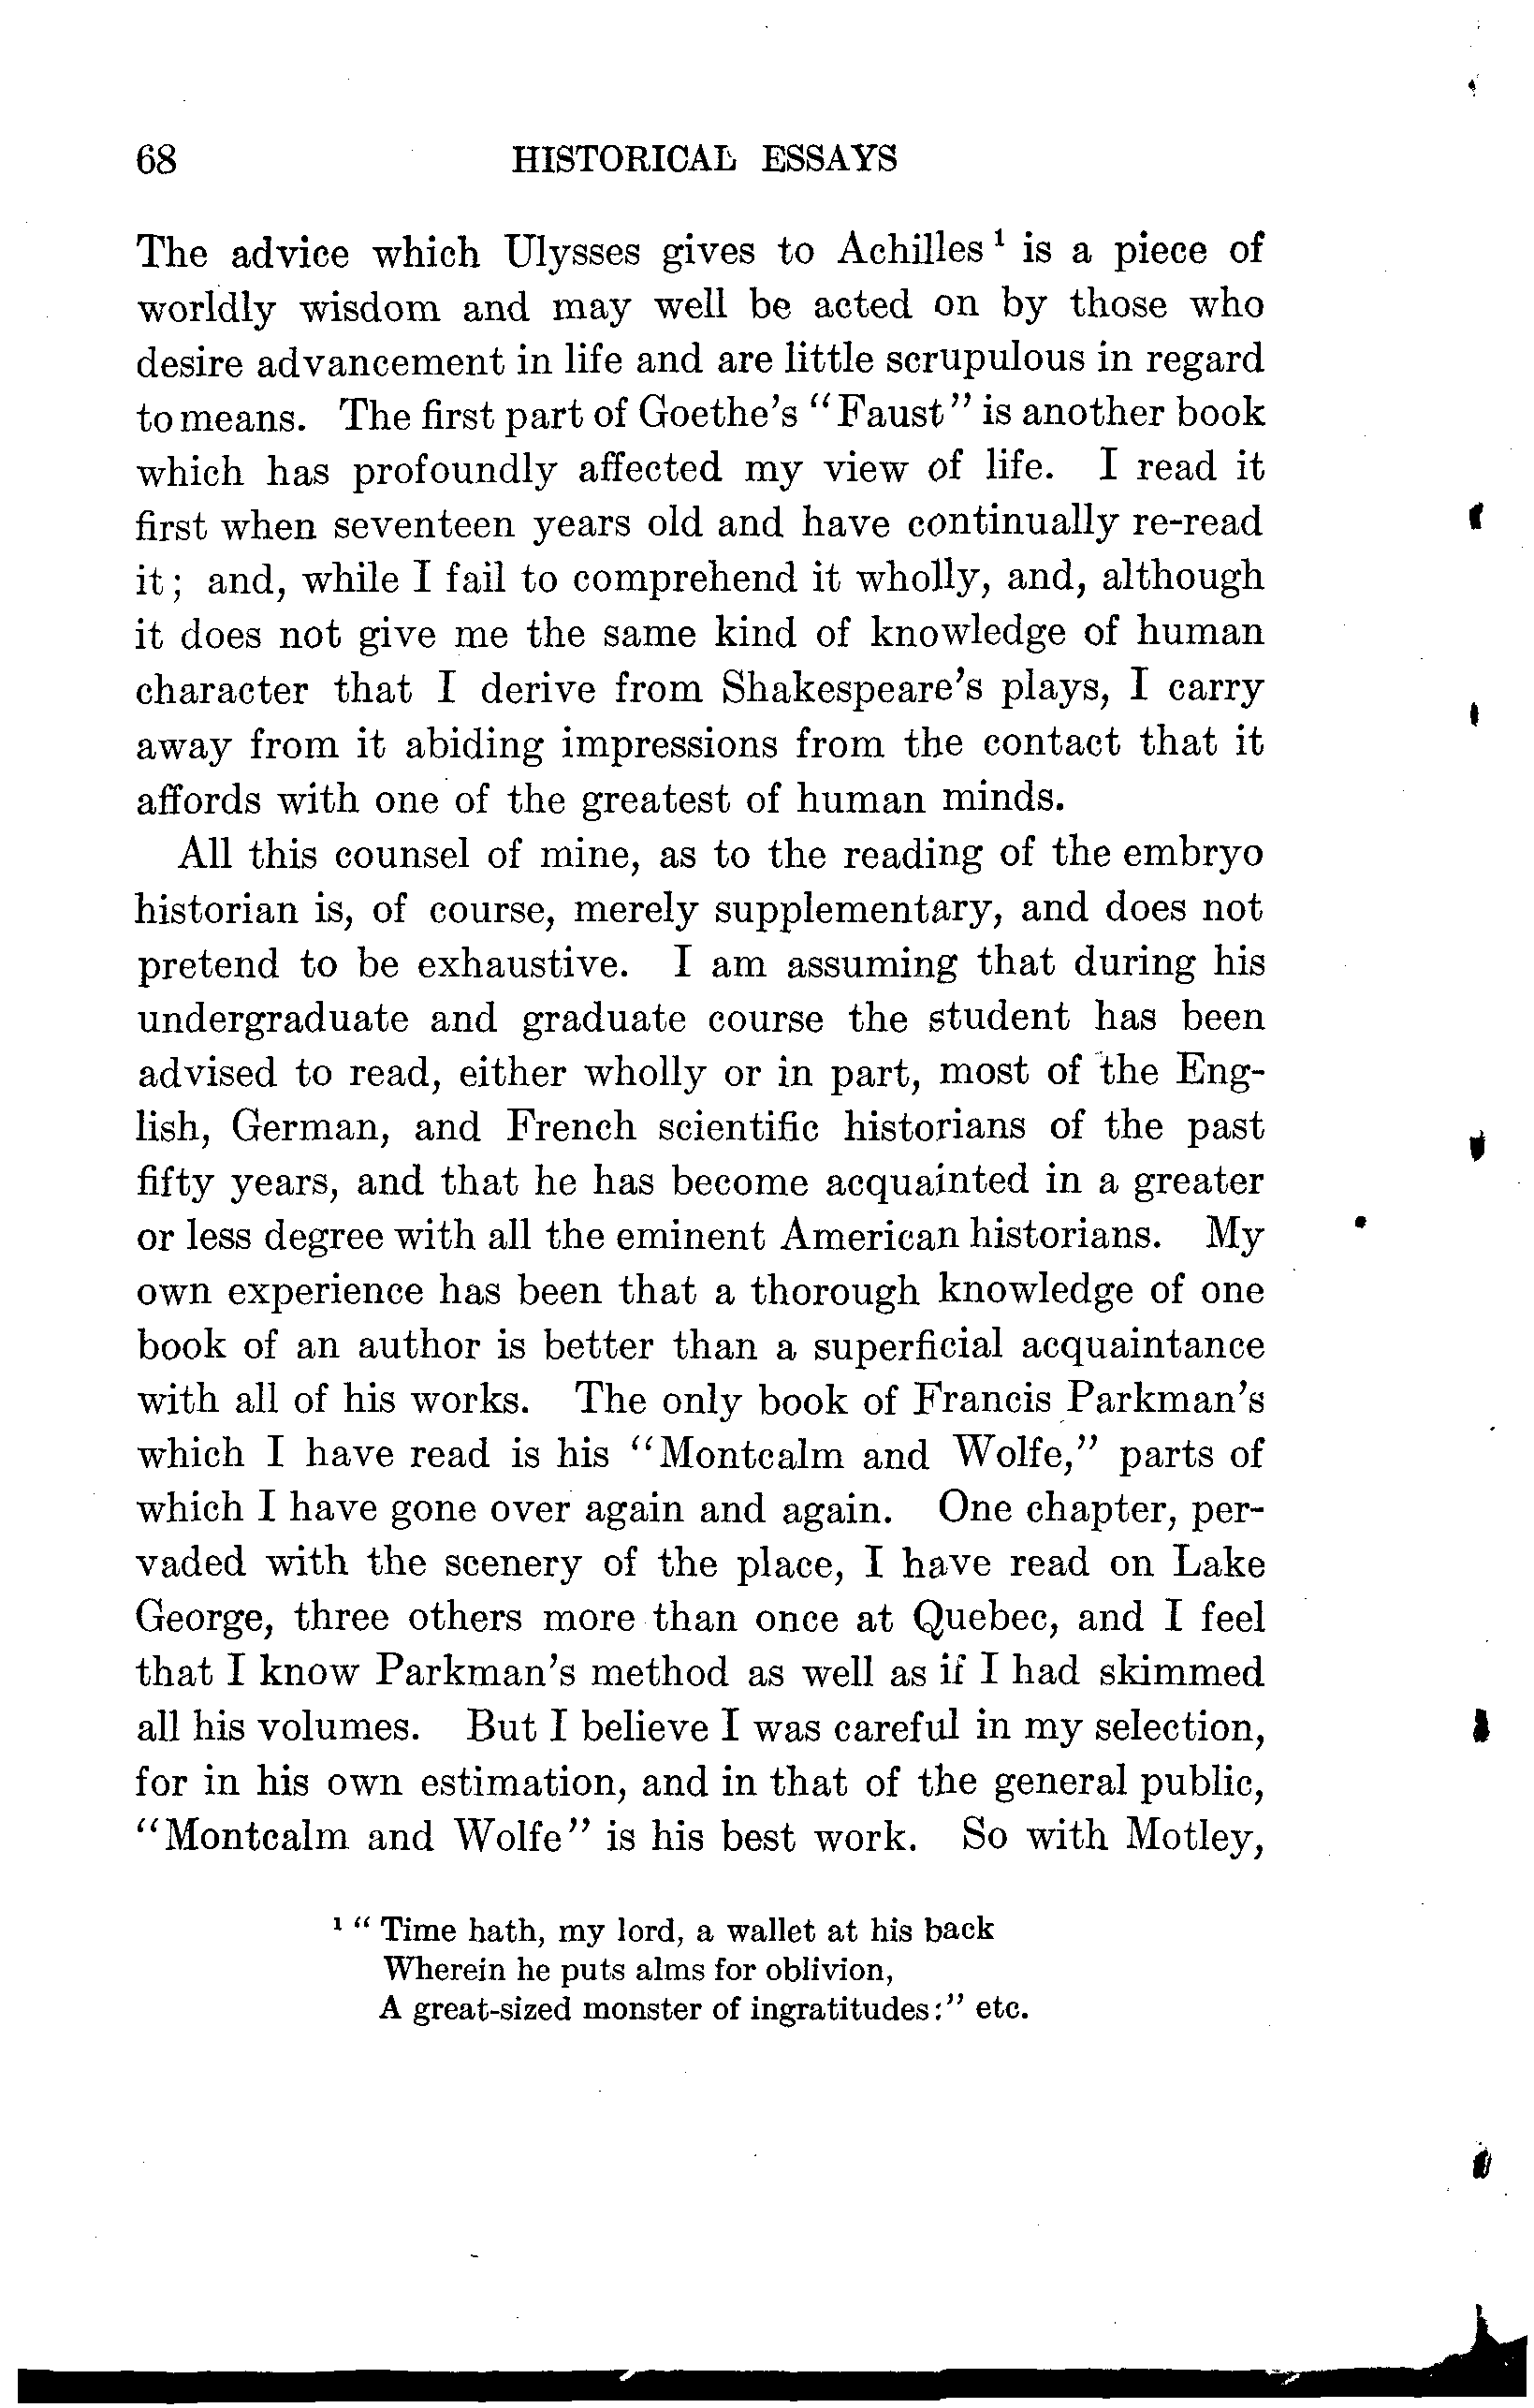 68 HISTORICAL ESSAYS
The advice which Ulysses gives to Achilles¹ is a piece of
worldly wisdom and may well be acted on by those who
desire advancement in life and are little scrupulous in regard
to means. The first part of Goethe's "Faust" is another book
which has profoundly affected my view of life. I read it
first when seventeen years old and have continually re-read
it; and, while I fail to comprehend it wholly, and, although
it does not give me the same kind of knowledge of human
character that I derive from Shakespeare's plays, I carry
away from it abiding impressions from the contact that it
affords with one of the greatest of human minds.
All this counsel of mine, as to the reading of the embryo
historian is, of course, merely supplementary, and does not
pretend to be exhaustive. I am assuming that during his
undergraduate and graduate course the student has been
advised to read, either wholly or in part, most of the Eng-
lish, German, and French scientific historians of the past
fifty years, and that he has become acquainted in a greater
or less degree with all the eminent American historians. My
own experience has been that a thorough knowledge of one
book of an author is better than a superficial acquaintance
with all of his works. The only book of Francis Parkman's
which I have read is his "Montcalm and Wolfe," parts of
which I have gone over again and again. One chapter, per-
vaded with the scenery of the place, I have read on Lake
George, three others more than once at Quebec, and I feel
that I know Parkman's method as well as if I had skimmed
all his volumes. But I believe I was careful in my selection,
for in his own estimation, and in that of the general public,
"Montcalm and Wolfe" is his best work. So with Motley,
¹ "Time hath, my lord, a wallet at his back
Wherein he puts alms for oblivion,
A great-sized monster of ingratitudes:" etc.